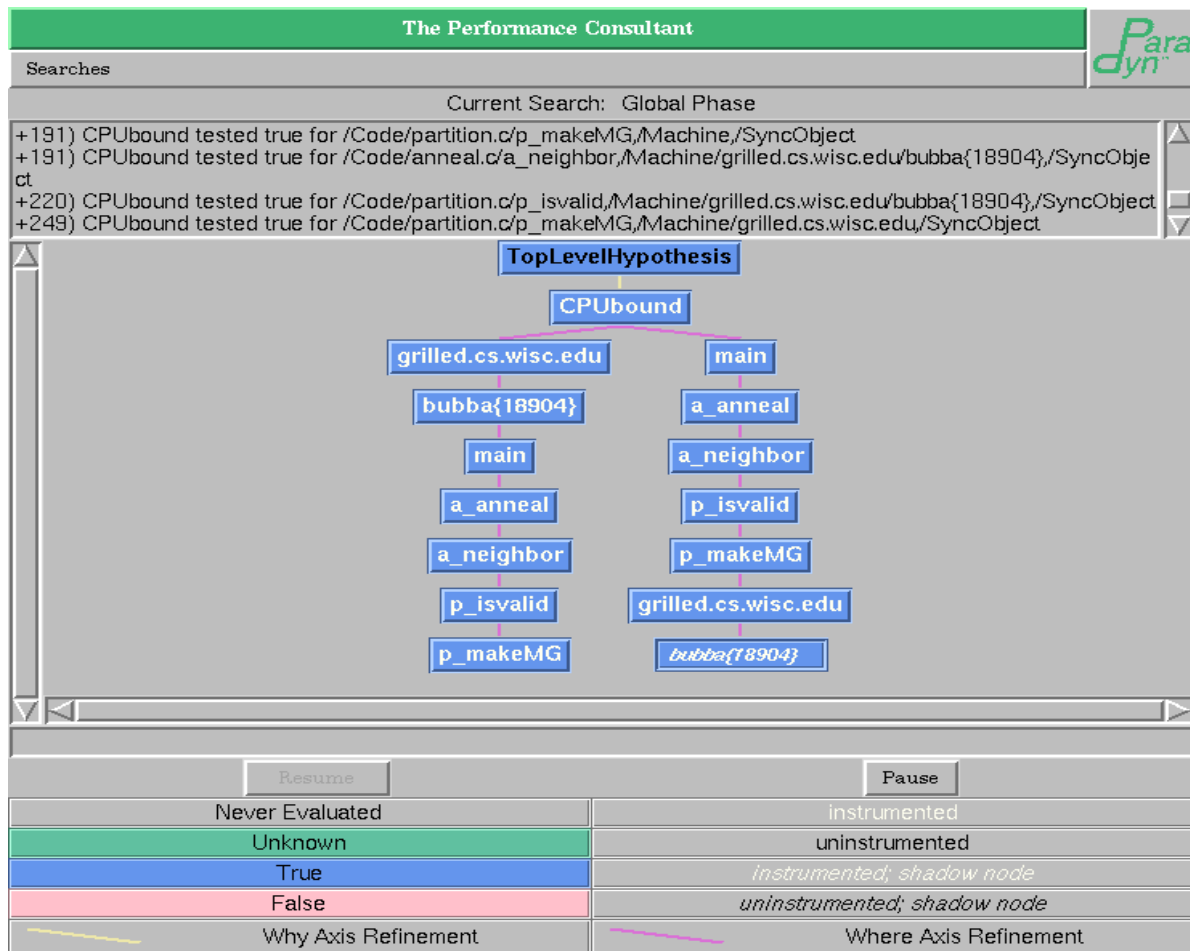 The Performance Consultant
Para
dyn™
Searches
Current Search: Global Phase
+191) CPUbound tested true for /Code/partition.c/p_makeMG,/Machine,/SyncObject
+191) CPUbound tested true for /Code/anneal.c/a_neighbor,/Machine/grilled.cs.wisc.edu/bubba{18904},/SyncObje
ct
+220) CPUbound tested true for /Code/partition.c/p_isvalid,/Machine/grilled.cs.wisc.edu/bubba{18904},/SyncObject
+249) CPUbound tested true for /Code/partition.c/p_makeMG,/Machine/grilled.cs.wisc.edu,/SyncObject
TopLevelHypothesis
CPUbound
grilled.cs.wisc.edu main
bubba{18904} a_anneal
main a_neighbor
a_anneal p_isvalid
a_neighbor p_makeMG
p_isvalid grilled.cs.wisc.edu
p_makeMG bubba{18904}
Resume Pause
Never Evaluated instrumented
Unknown uninstrumented
True instrumented; shadow node
False uninstrumented; shadow node
Why Axis Refinement Where Axis Refinement